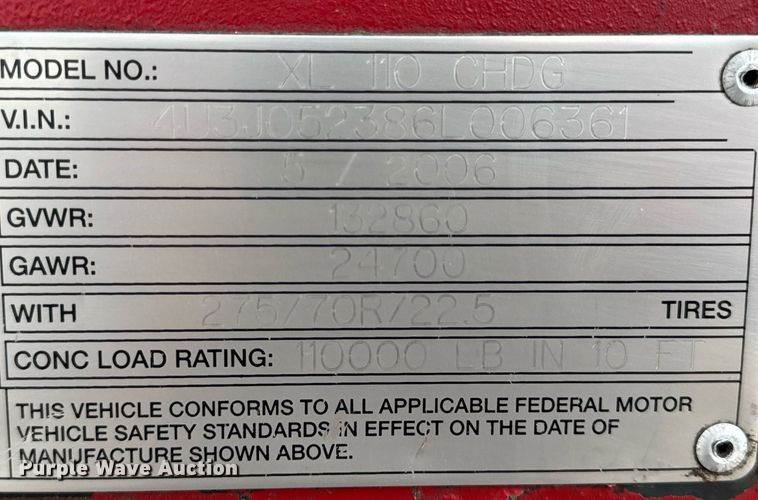 MODEL NO.: XL 110 CHDG
V.I.N.: 4U3J052386L006361
DATE: 5 / 2006
GVWR: 132860
GAWR: 24700
WITH 275/70R/22.5 TIRES
CONC LOAD RATING: 110000 LB IN 10 FT
THIS VEHICLE CONFORMS TO ALL APPLICABLE FEDERAL MOTOR
VEHICLE SAFETY STANDARDS IN EFFECT ON THE DATE OF
MANUFACTURE SHOWN ABOVE.
Purple Wave Auction